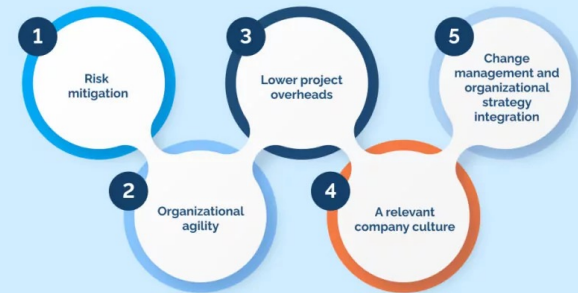 1
Risk
mitigation
2
Organizational
agility
3
Lower project
overheads
4
A relevant
company culture
5
Change
management and
organizational
strategy
integration